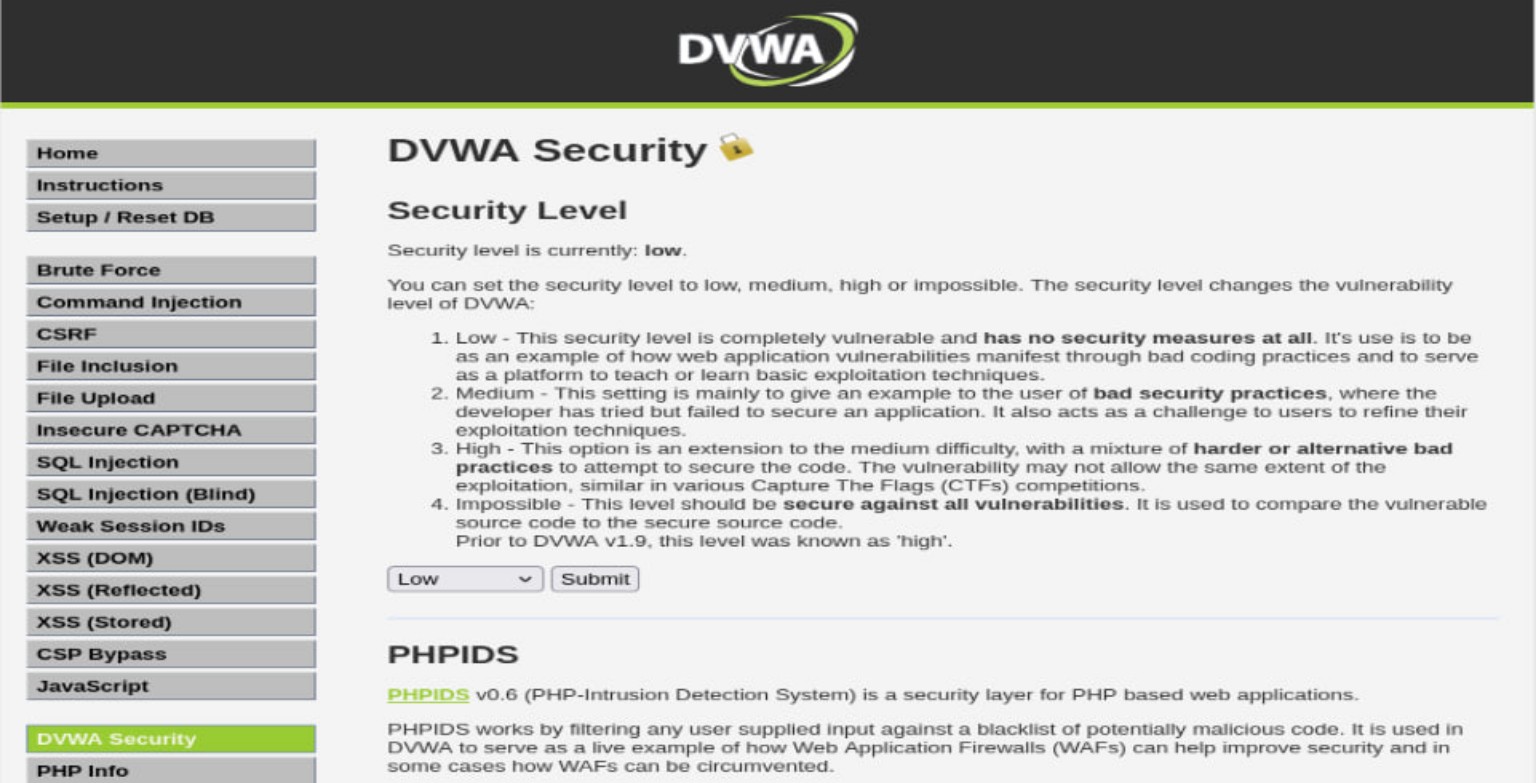 DVWA
Home
Instructions
Setup / Reset DB
Brute Force
Command Injection
CSRF
File Inclusion
File Upload
Insecure CAPTCHA
SQL Injection
SQL Injection (Blind)
Weak Session IDs
XSS (DOM)
XSS (Reflected)
XSS (Stored)
CSP Bypass
JavaScript
DVWA Security
PHP Info
DVWA Security
Security Level
Security level is currently: low.
You can set the security level to low, medium, high or impossible. The security level changes the vulnerability
level of DVWA:
1. Low - This security level is completely vulnerable and has no security measures at all. It's use is to be
as an example of how web application vulnerabilities manifest through bad coding practices and to serve
as a platform to teach or learn basic exploitation techniques.
2. Medium - This setting is mainly to give an example to the user of bad security practices, where the
developer has tried but failed to secure an application. It also acts as a challenge to users to refine their
exploitation techniques.
3. High - This option is an extension to the medium difficulty, with a mixture of harder or alternative bad
practices to attempt to secure the code. The vulnerability may not allow the same extent of the
exploitation, similar in various Capture The Flags (CTFs) competitions.
4. Impossible - This level should be secure against all vulnerabilities. It is used to compare the vulnerable
source code to the secure source code.
Prior to DVWA v1.9, this level was known as 'high'.
Low Submit
PHPIDS
PHPIDS v0.6 (PHP-Intrusion Detection System) is a security layer for PHP based web applications.
PHPIDS works by filtering any user supplied input against a blacklist of potentially malicious code. It is used in
DVWA to serve as a live example of how Web Application Firewalls (WAFs) can help improve security and in
some cases how WAFs can be circumvented.